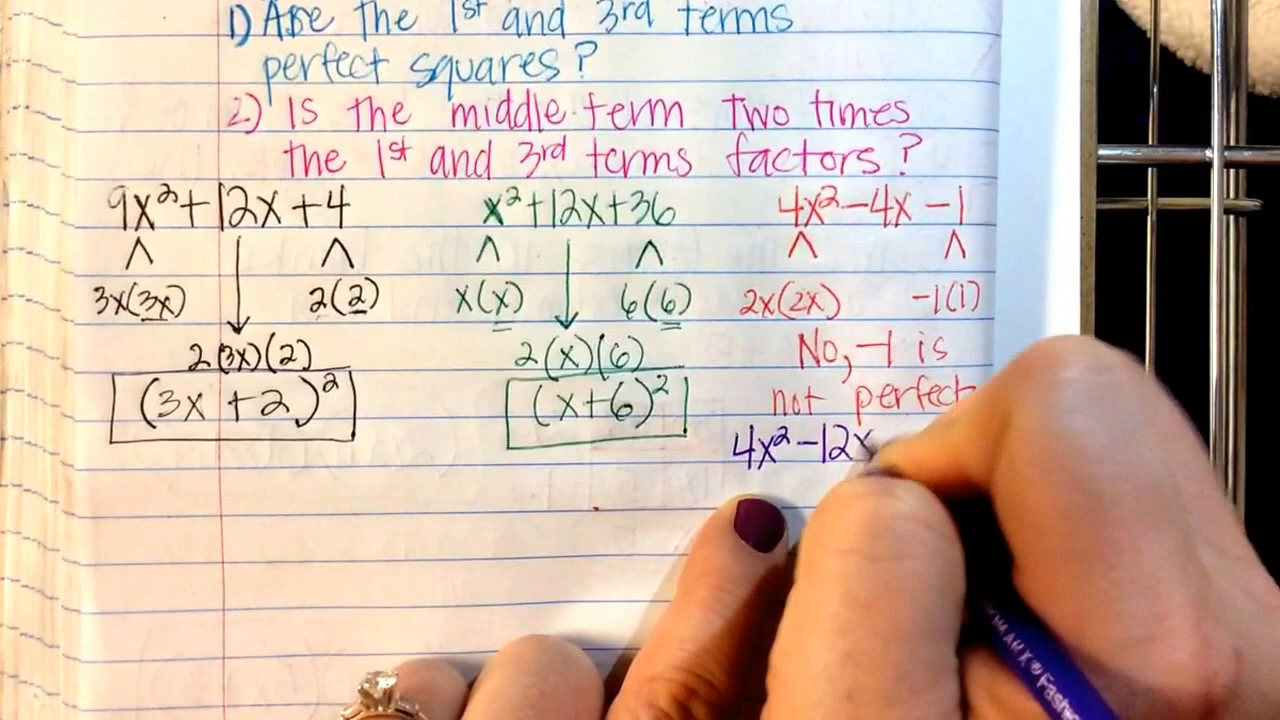 1) Are the 1st and 3rd terms
perfect squares?
2) Is the middle term two times
the 1st and 3rd terms factors?
9x²+12x+4
3x(3x) 2(2)
2(3x)(2)
(3x+2)²
x²+12x+36
x(x) 6(6)
2(x)(6)
(x+6)²
4x²-4x-1
2x(2x) -1(1)
No, -1 is
not perfect
4x²-12x